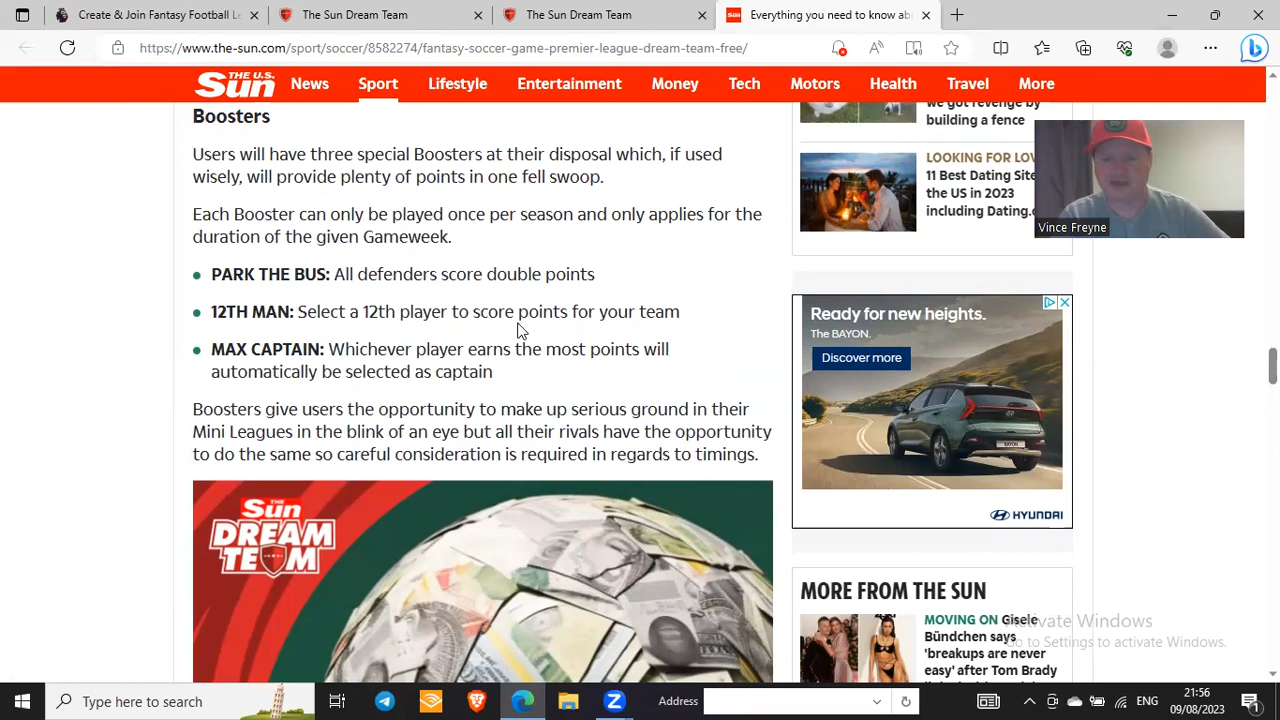 Create & Join Fantasy Football Le
The Sun Dream Team
The Sun Dream Team
Everything you need to know ab
https://www.the-sun.com/sport/soccer/8582274/fantasy-soccer-game-premier-league-dream-team-free/
THE U.S. Sun
News Sport Lifestyle Entertainment Money Tech Motors Health Travel More
Boosters
Users will have three special Boosters at their disposal which, if used
wisely, will provide plenty of points in one fell swoop.
Each Booster can only be played once per season and only applies for the
duration of the given Gameweek.
PARK THE BUS: All defenders score double points
12TH MAN: Select a 12th player to score points for your team
MAX CAPTAIN: Whichever player earns the most points will
automatically be selected as captain
Boosters give users the opportunity to make up serious ground in their
Mini Leagues in the blink of an eye but all their rivals have the opportunity
to do the same so careful consideration is required in regards to timings.
THE Sun
DREAM
TEAM
we got revenge by
building a fence
LOOKING FOR LOV
11 Best Dating Site
the US in 2023
including Dating.c
Vince Freyne
Ready for new heights.
The BAYON.
Discover more
BAYON
HYUNDAI
MORE FROM THE SUN
MOVING ON Gisele
Bündchen says
'breakups are never
easy' after Tom Brady
Activate Windows
Go to Settings to activate Windows.
Type here to search
Address
ENG
21:56
09/08/2023